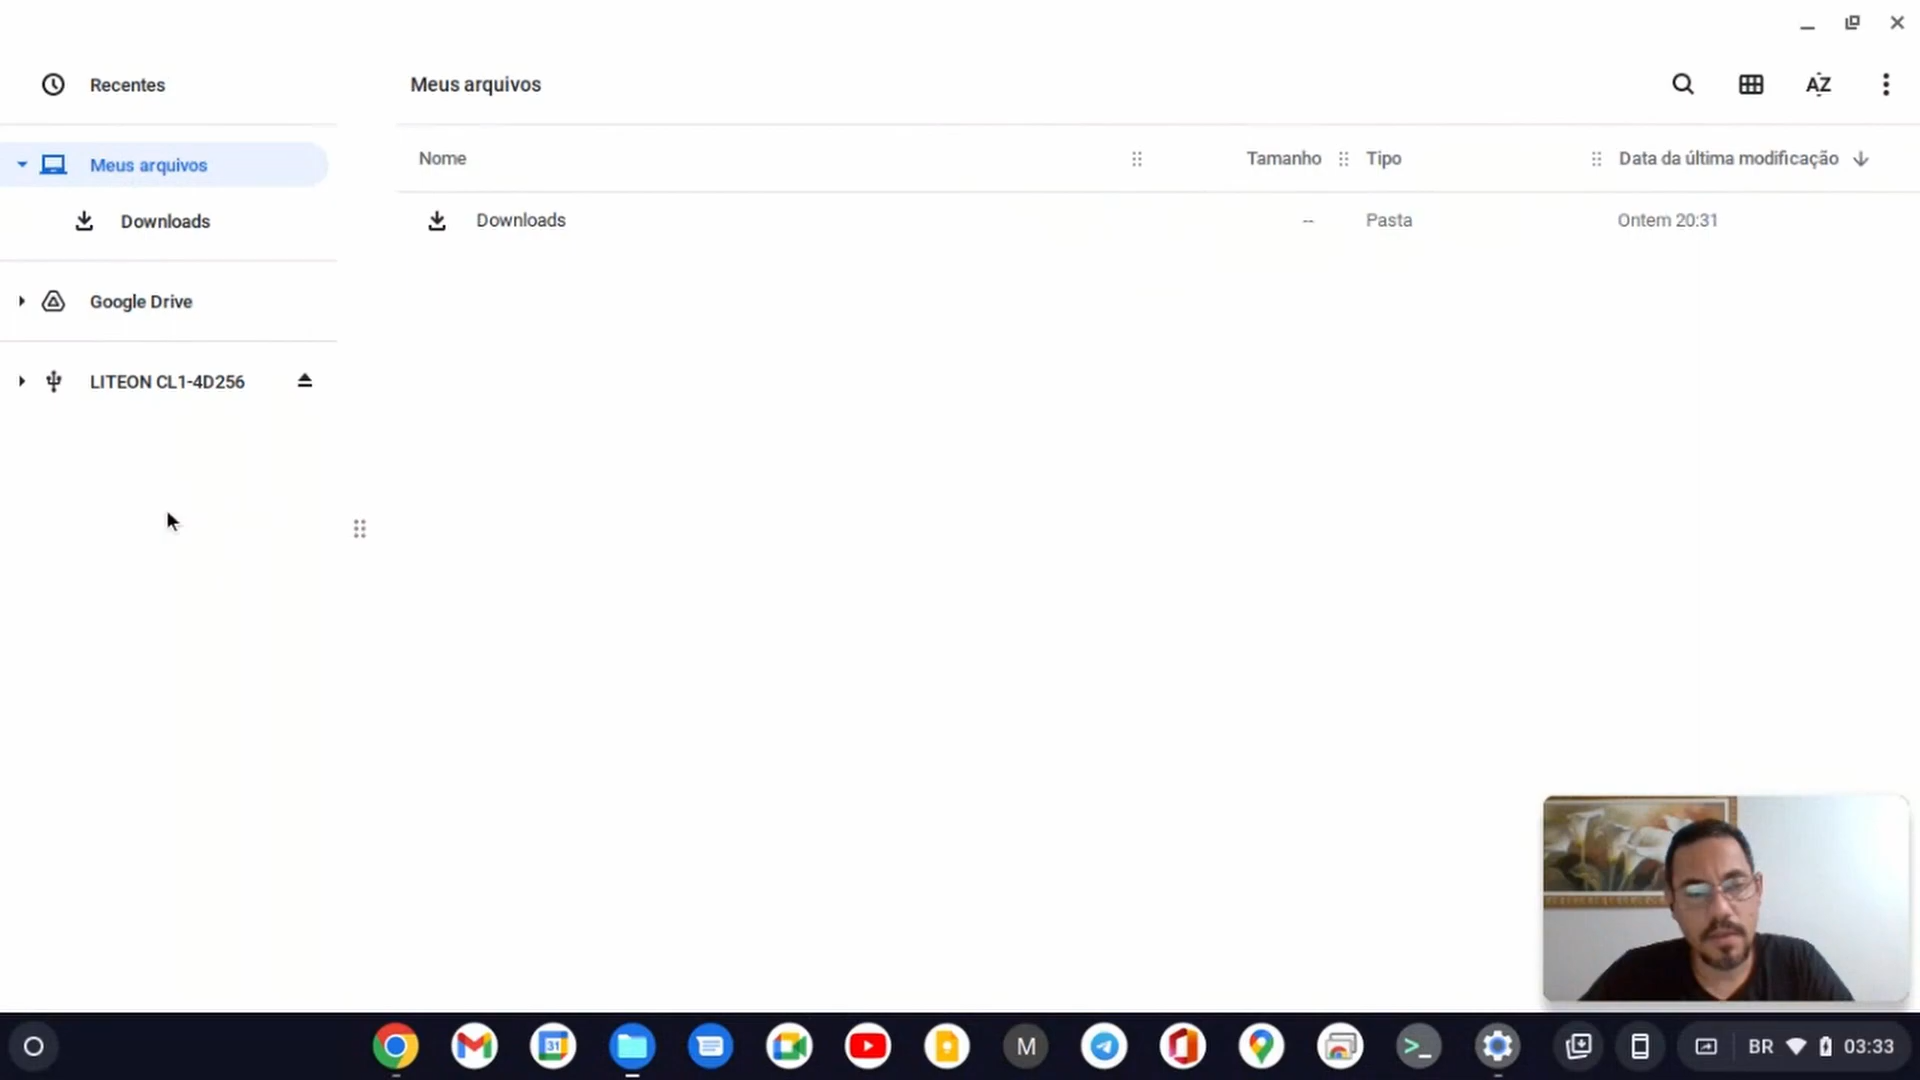 Recentes
Meus arquivos
Meus arquivos
Downloads
Google Drive
LITEON CL1-4D256
Nome
Tamanho
Tipo
Data da última modificação
Downloads
--
Pasta
Ontem 20:31
AZ
31
M
>_
BR
03:33